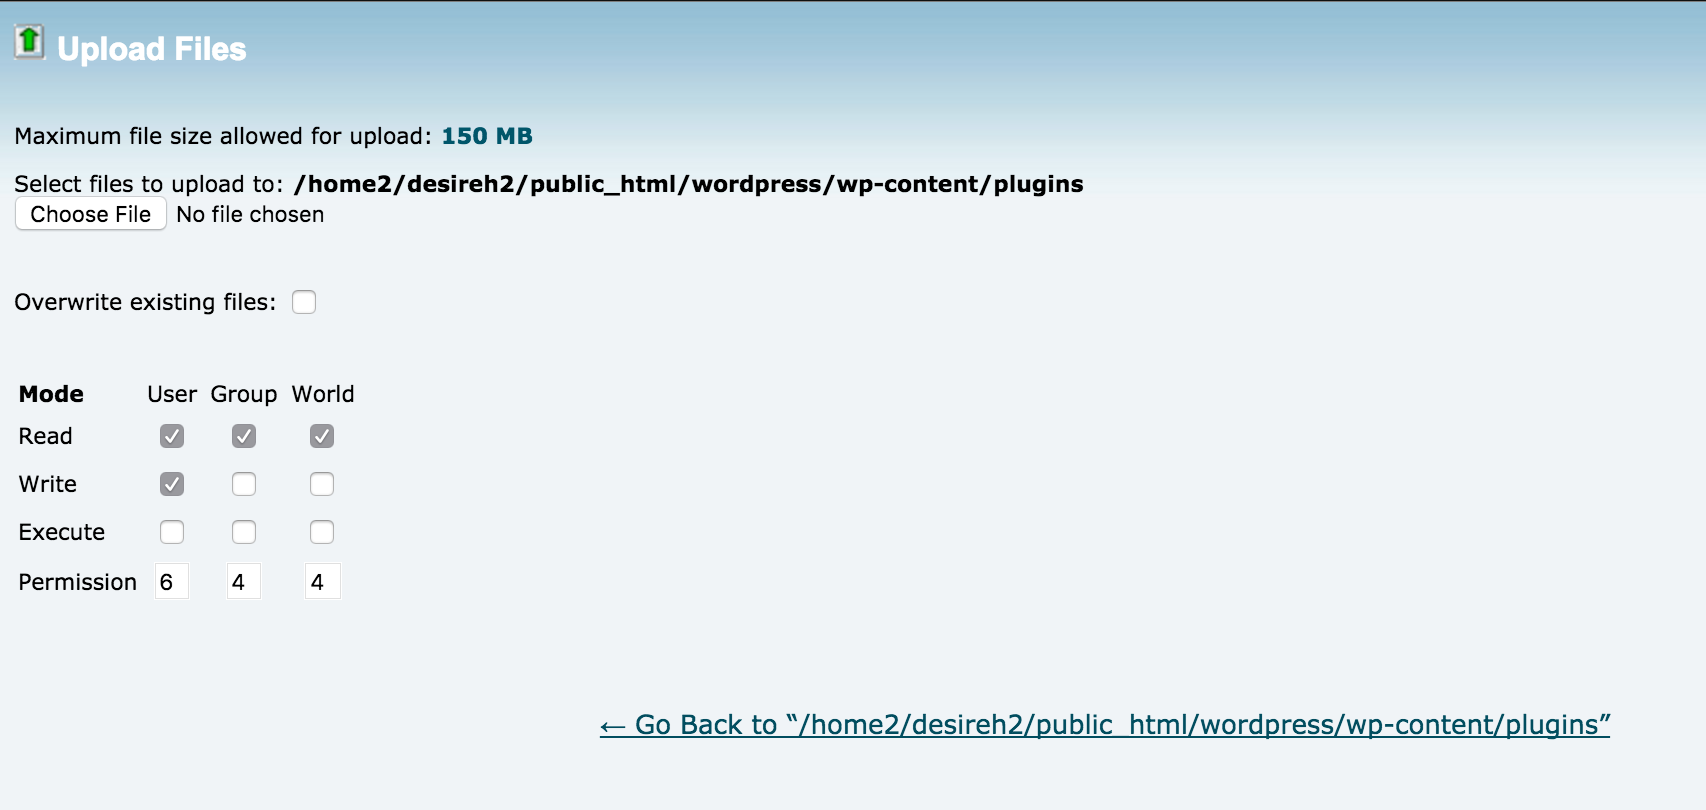 Upload Files
Maximum file size allowed for upload: 150 MB
Select files to upload to: /home2/desireh2/public_html/wordpress/wp-content/plugins
Choose File No file chosen
Overwrite existing files:
Mode User Group World
Read
Write
Execute
Permission 6 4 4
← Go Back to “/home2/desireh2/public_html/wordpress/wp-content/plugins”